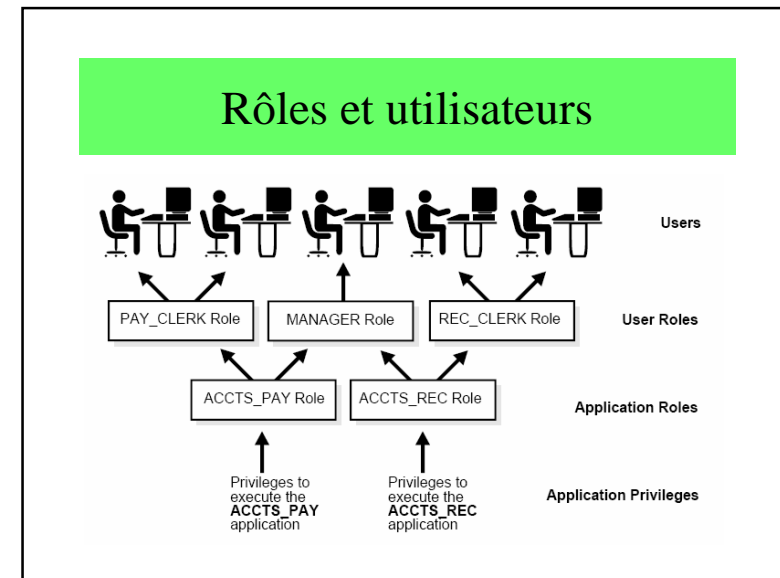 Rôles et utilisateurs
Users
PAY_CLERK Role
MANAGER Role
REC_CLERK Role
User Roles
ACCTS_PAY Role
ACCTS_REC Role
Application Roles
Privileges to
execute the
ACCTS_PAY
application
Privileges to
execute the
ACCTS_REC
application
Application Privileges